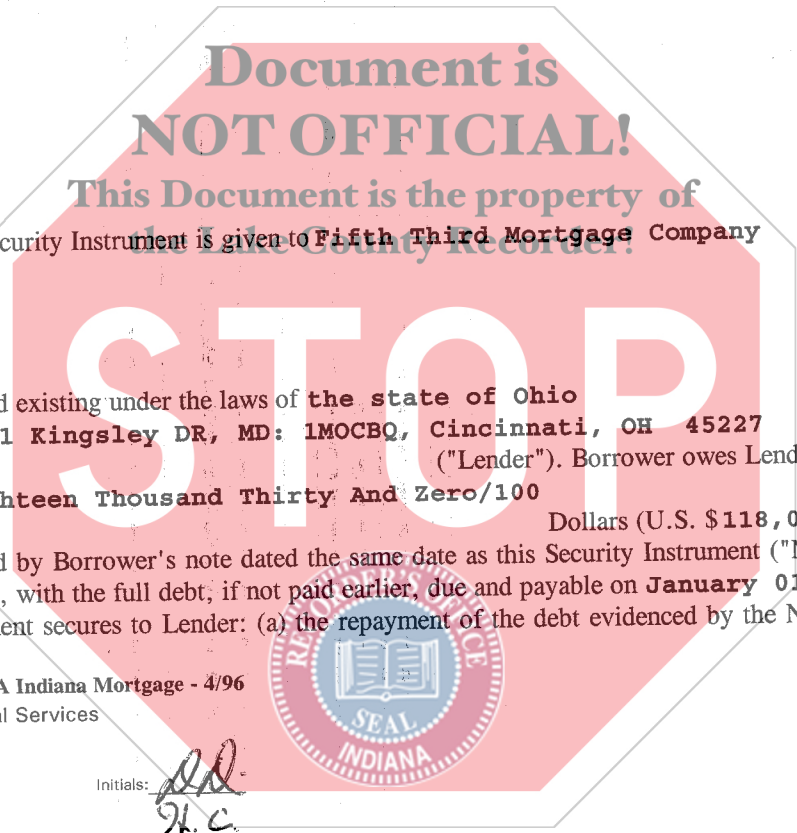 Document is
NOT OFFICIAL!
This Document is the property of
the Lake County Recorder!
curity Instrument is given to Fifth Third Mortgage Company
STOP
d existing under the laws of the state of Ohio
1 Kingsley DR, MD: 1MOCBQ, Cincinnati, OH 45227
("Lender"). Borrower owes Lend
hteen Thousand Thirty And Zero/100
Dollars (U.S. $118,0
d by Borrower's note dated the same date as this Security Instrument ("N
, with the full debt, if not paid earlier, due and payable on January 01
ent secures to Lender: (a) the repayment of the debt evidenced by the N
RECORDER'S OFFICE
SEAL
INDIANA
A Indiana Mortgage - 4/96
al Services
Initials: DD
H. C.